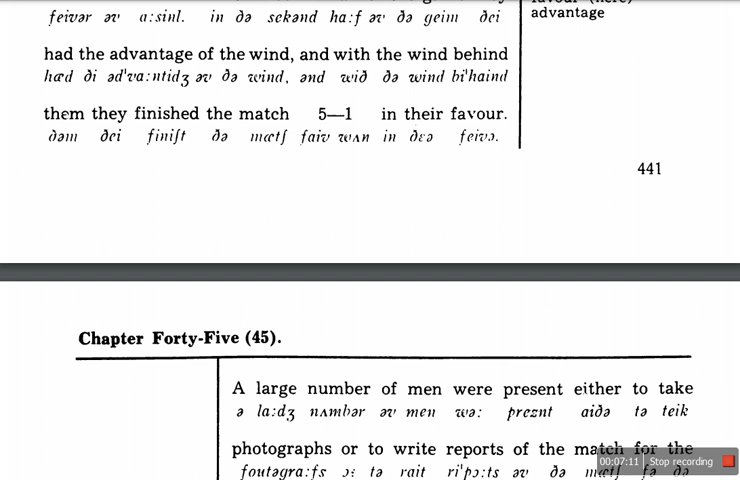 feivər əv a:sinl. in ðə sekənd ha:f əv ðə geim ðei
advantage
had the advantage of the wind, and with the wind behind
hæd ði əd'va:ntidʒ əv ðə wind, ənd wið ðə wind bi'haind
them they finished the match 5—1 in their favour.
ðəm ðei finiʃt ðə mætʃ faiv wʌn in ðɛə feivə.
441
Chapter Forty-Five (45).
A large number of men were present either to take
ə la:dʒ nʌmbər əv men wə: preznt aiðə tə teik
photographs or to write reports of the match for the
foutəgra:fs ɔ: tə rait ri'pɔ:ts əv ðə mætʃ fə ðə
00:07:11 Stop recording